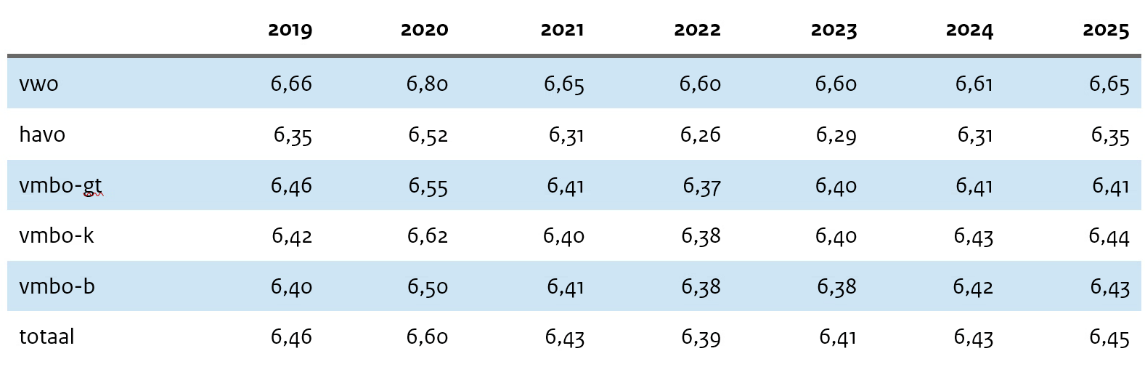 2019 2020 2021 2022 2023 2024 2025
vwo 6,66 6,80 6,65 6,60 6,60 6,61 6,65
havo 6,35 6,52 6,31 6,26 6,29 6,31 6,35
vmbo-gt 6,46 6,55 6,41 6,37 6,40 6,41 6,41
vmbo-k 6,42 6,62 6,40 6,38 6,40 6,43 6,44
vmbo-b 6,40 6,50 6,41 6,38 6,38 6,42 6,43
totaal 6,46 6,60 6,43 6,39 6,41 6,43 6,45